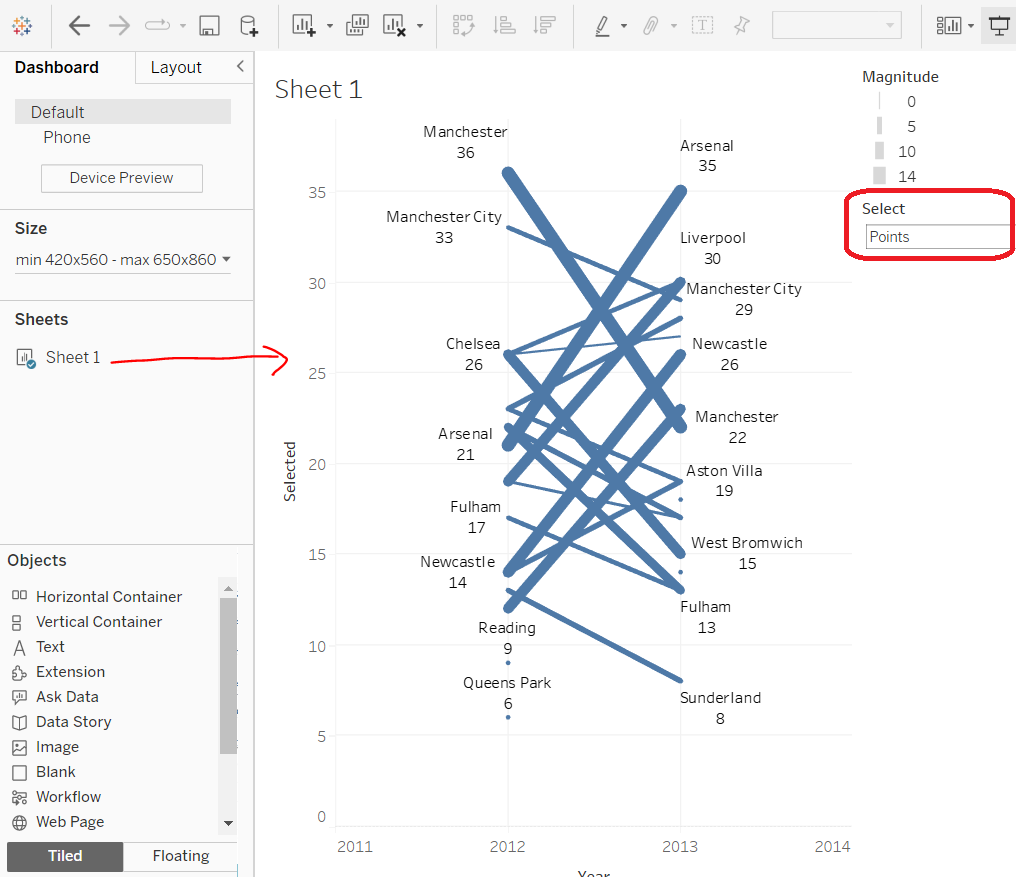 Dashboard
Layout
Default
Phone
Device Preview
Size
min 420x560 - max 650x860
Sheets
Sheet 1
Objects
Horizontal Container
Vertical Container
Text
Extension
Ask Data
Data Story
Image
Blank
Workflow
Web Page
Tiled
Floating
Sheet 1
Manchester
36
Manchester City
33
Chelsea
26
Arsenal
21
Fulham
17
Newcastle
14
Reading
9
Queens Park
6
Arsenal
35
Liverpool
30
Manchester City
29
Newcastle
26
Manchester
22
Aston Villa
19
West Bromwich
15
Fulham
13
Sunderland
8
Selected
35
30
25
20
15
10
5
0
2011
2012
2013
2014
Year
Magnitude
0
5
10
14
Select
Points